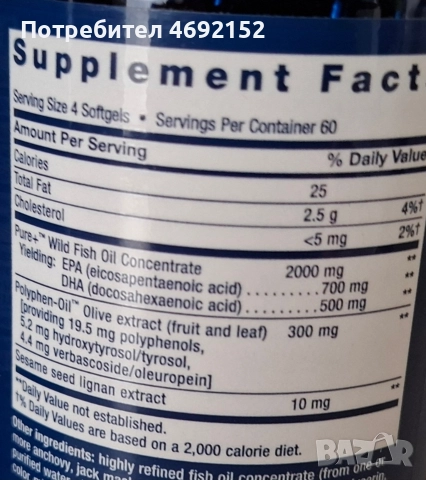 Потребител 4692152
Supplement Fact
Serving Size 4 Softgels • Servings Per Container 60
Amount Per Serving % Daily Value
Calories 25
Total Fat 2.5 g 4%†
Cholesterol <5 mg 2%†
Pure+™ Wild Fish Oil Concentrate 2000 mg **
Yielding: EPA (eicosapentaenoic acid) .......... 700 mg **
DHA (docosahexaenoic acid) .......... 500 mg **
Polyphen-Oil™ Olive extract (fruit and leaf) 300 mg **
[providing 19.5 mg polyphenols,
5.2 mg hydroxytyrosol/tyrosol,
4.4 mg verbascoside/oleuropein]
Sesame seed lignan extract 10 mg **
**Daily Value not established.
†% Daily Values are based on a 2,000 calorie diet.
Other ingredients: highly refined fish oil concentrate (from one or
more anchovy, jack
purified water
BAZAR